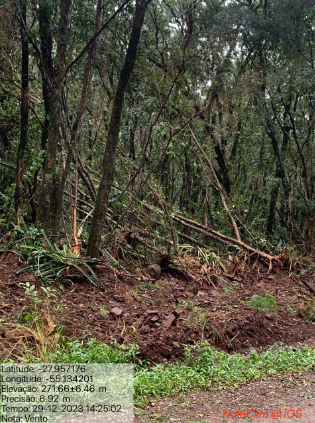 Latitude: -27.957176
Longitude: -55.134201
Elevação: 271.66±6.46 m
Precisão: 6.92 m
Tempo: 29-12-2023 14:25:02
Nota: Vento
NoteCam @ iOS